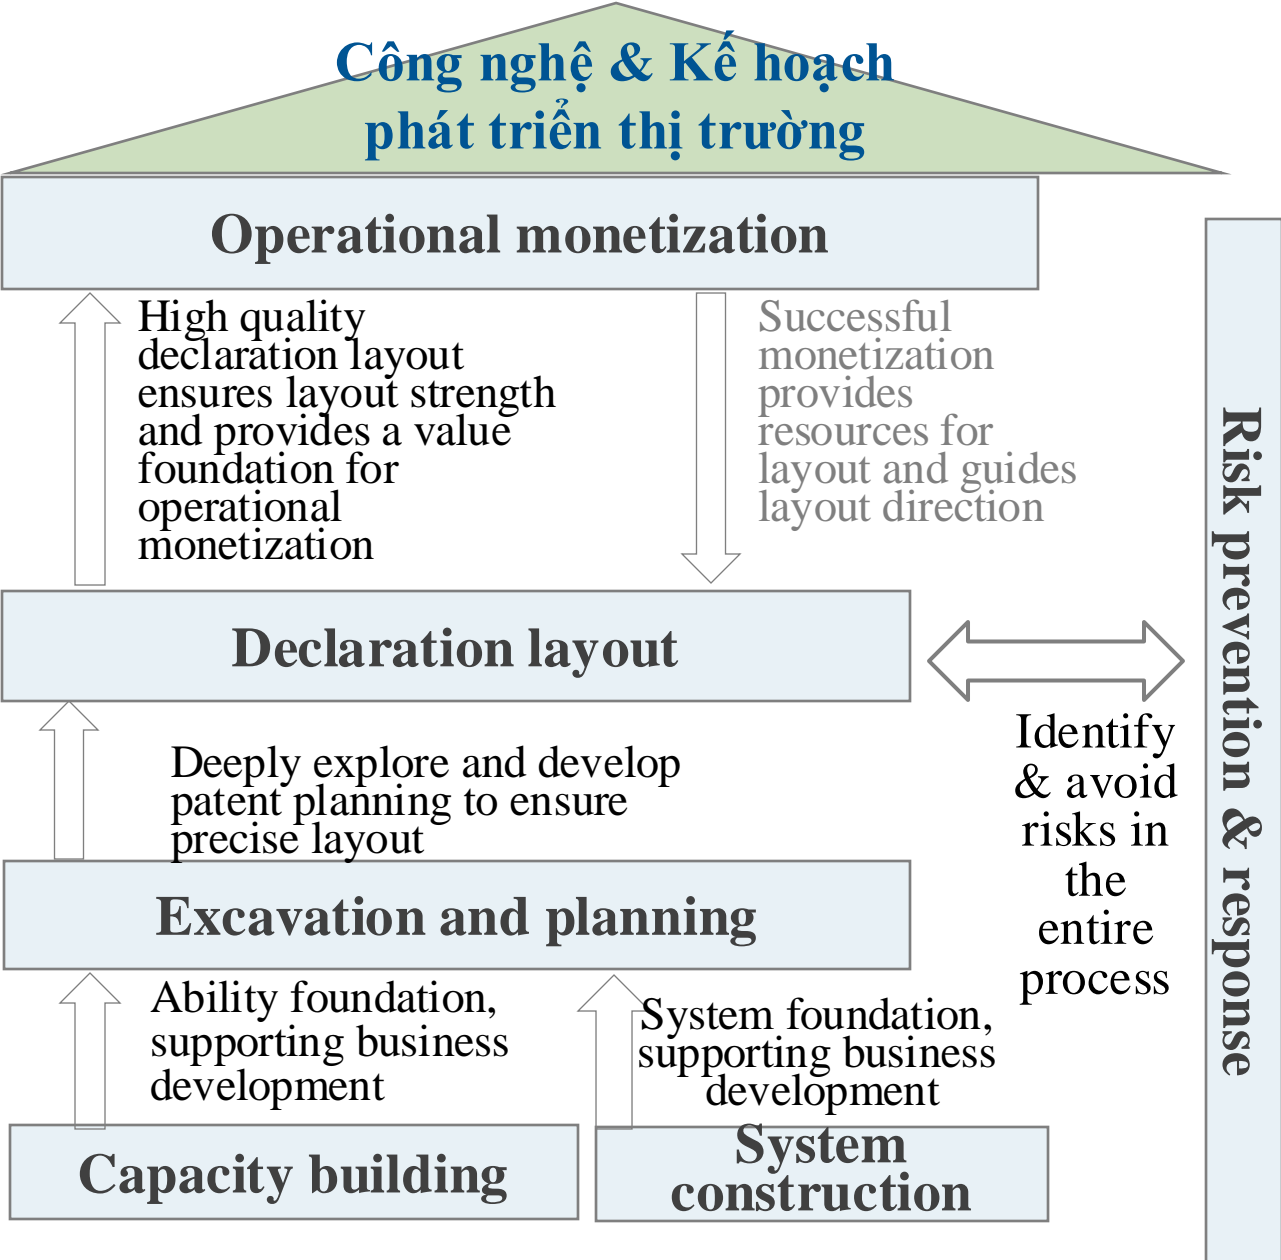 Công nghệ & Kế hoạch
phát triển thị trường
Operational monetization
High quality
declaration layout
ensures layout strength
and provides a value
foundation for
operational
monetization
Successful
monetization
provides
resources for
layout and guides
layout direction
Declaration layout
Identify
& avoid
risks in
the
entire
process
Risk prevention & response
Deeply explore and develop
patent planning to ensure
precise layout
Excavation and planning
Ability foundation,
supporting business
development
System foundation,
supporting business
development
Capacity building
System
construction